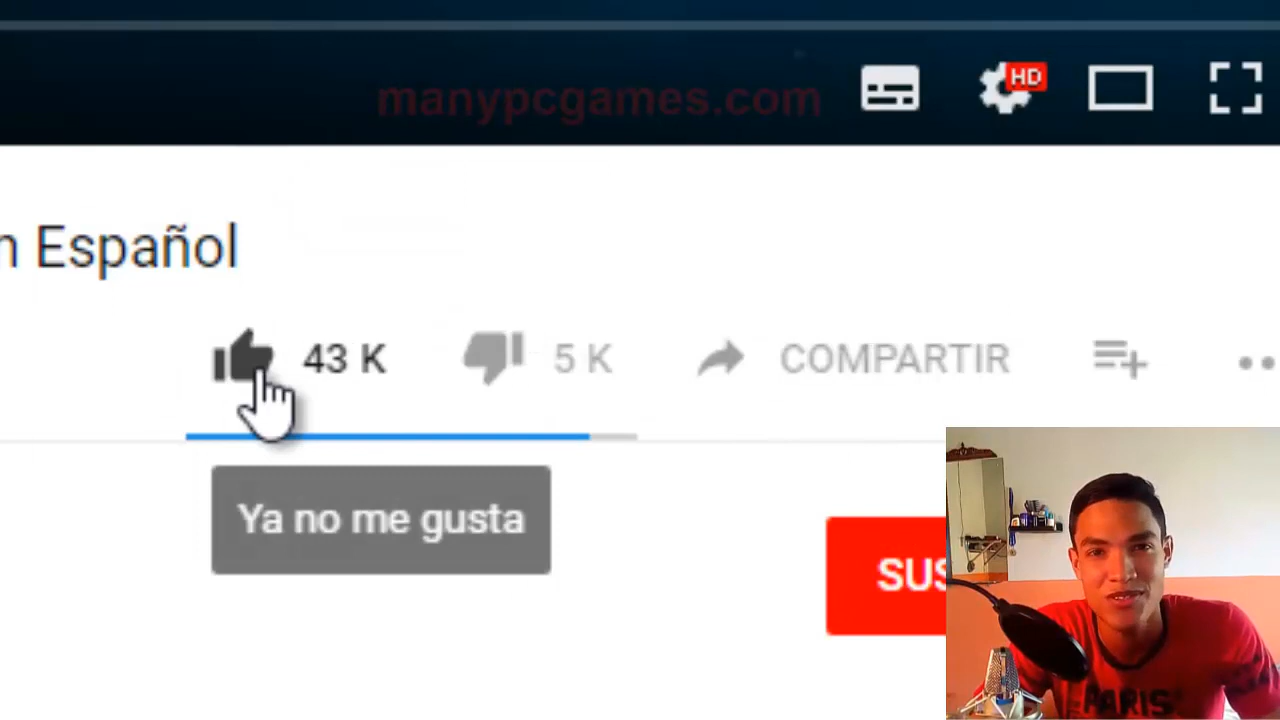 manypcgames.com
HD
n Español
43 K
5 K
COMPARTIR
Ya no me gusta
SUS
PARIS